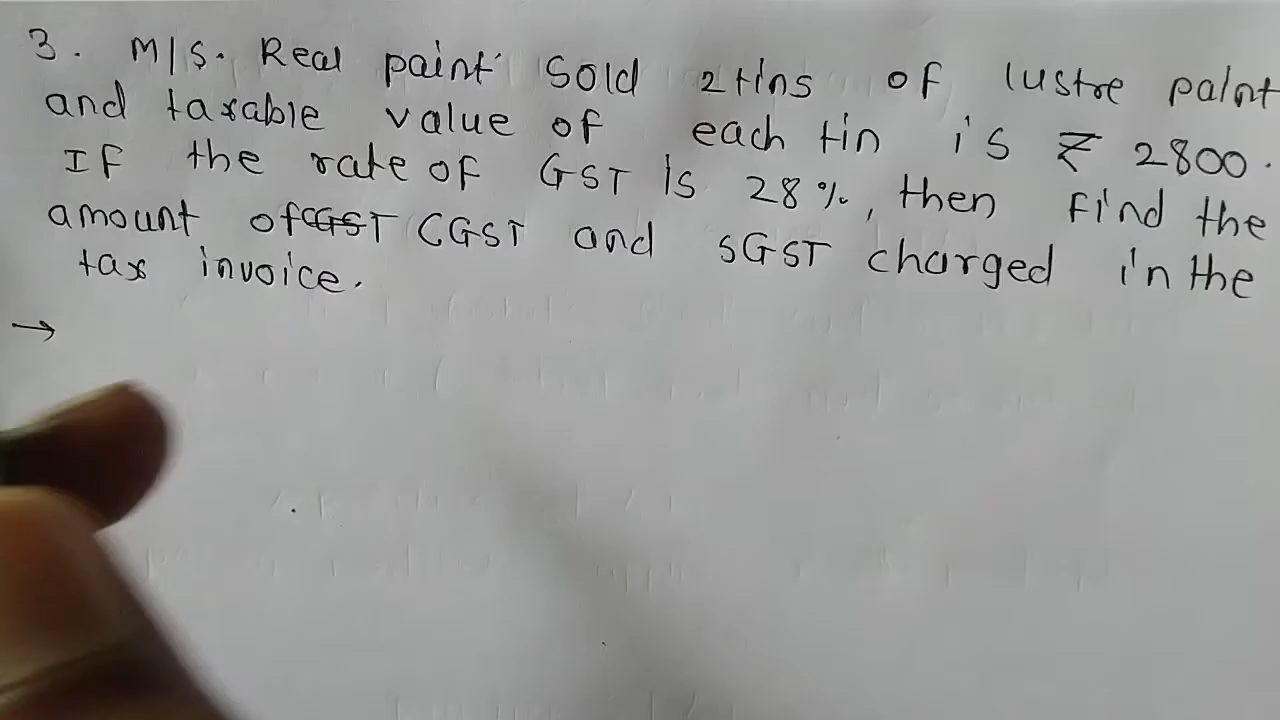 3. M/S. Real paint sold 2 tins of lustre paint
and taxable value of each tin is ₹ 2800.
If the rate of GST is 28%, then find the
amount of CGST CGST and SGST charged in the
tax invoice.
→